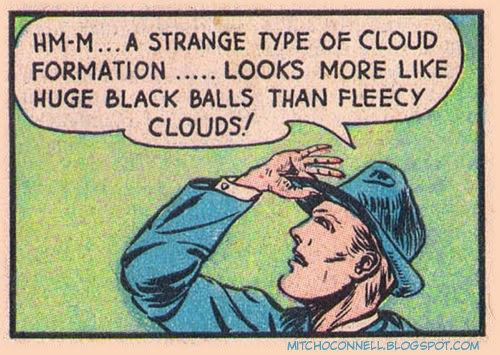 HM-M...A STRANGE TYPE OF CLOUD
FORMATION ..... LOOKS MORE LIKE
HUGE BLACK BALLS THAN FLEECY
CLOUDS!
MITCHOCONNELL.BLOGSPOT.COM